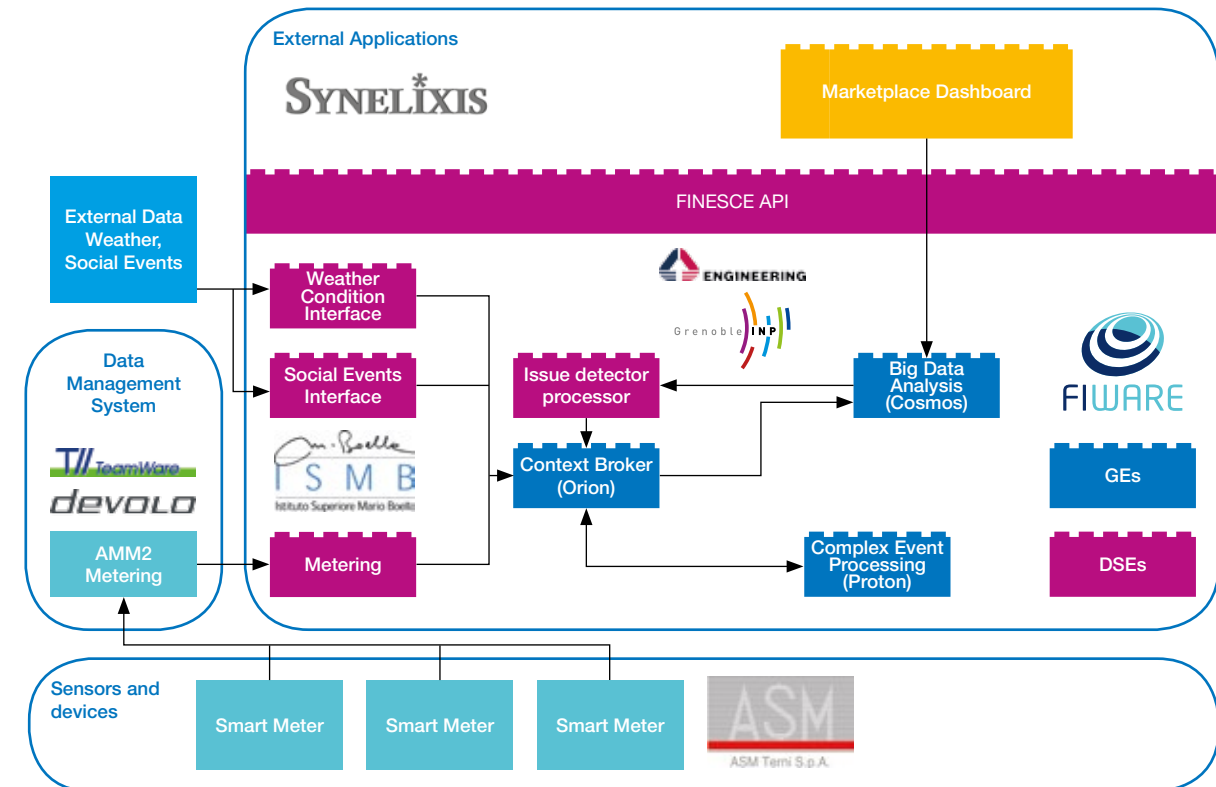 External Applications
SYNELIXIS
Marketplace Dashboard
FINESCE API
External Data
Weather,
Social Events
Weather
Condition
Interface
ENGINEERING
Grenoble INP
Data
Management
System
Social Events
Interface
Issue detector
processor
Big Data
Analysis
(Cosmos)
FIWARE
TeamWare
devolo
m. Boella
ISMB
Istituto Superiore Mario Boella
Context Broker
(Orion)
GEs
AMM2
Metering
Metering
Complex Event
Processing
(Proton)
DSEs
Sensors and
devices
Smart Meter
Smart Meter
Smart Meter
ASM
ASM Terni S.p.A.